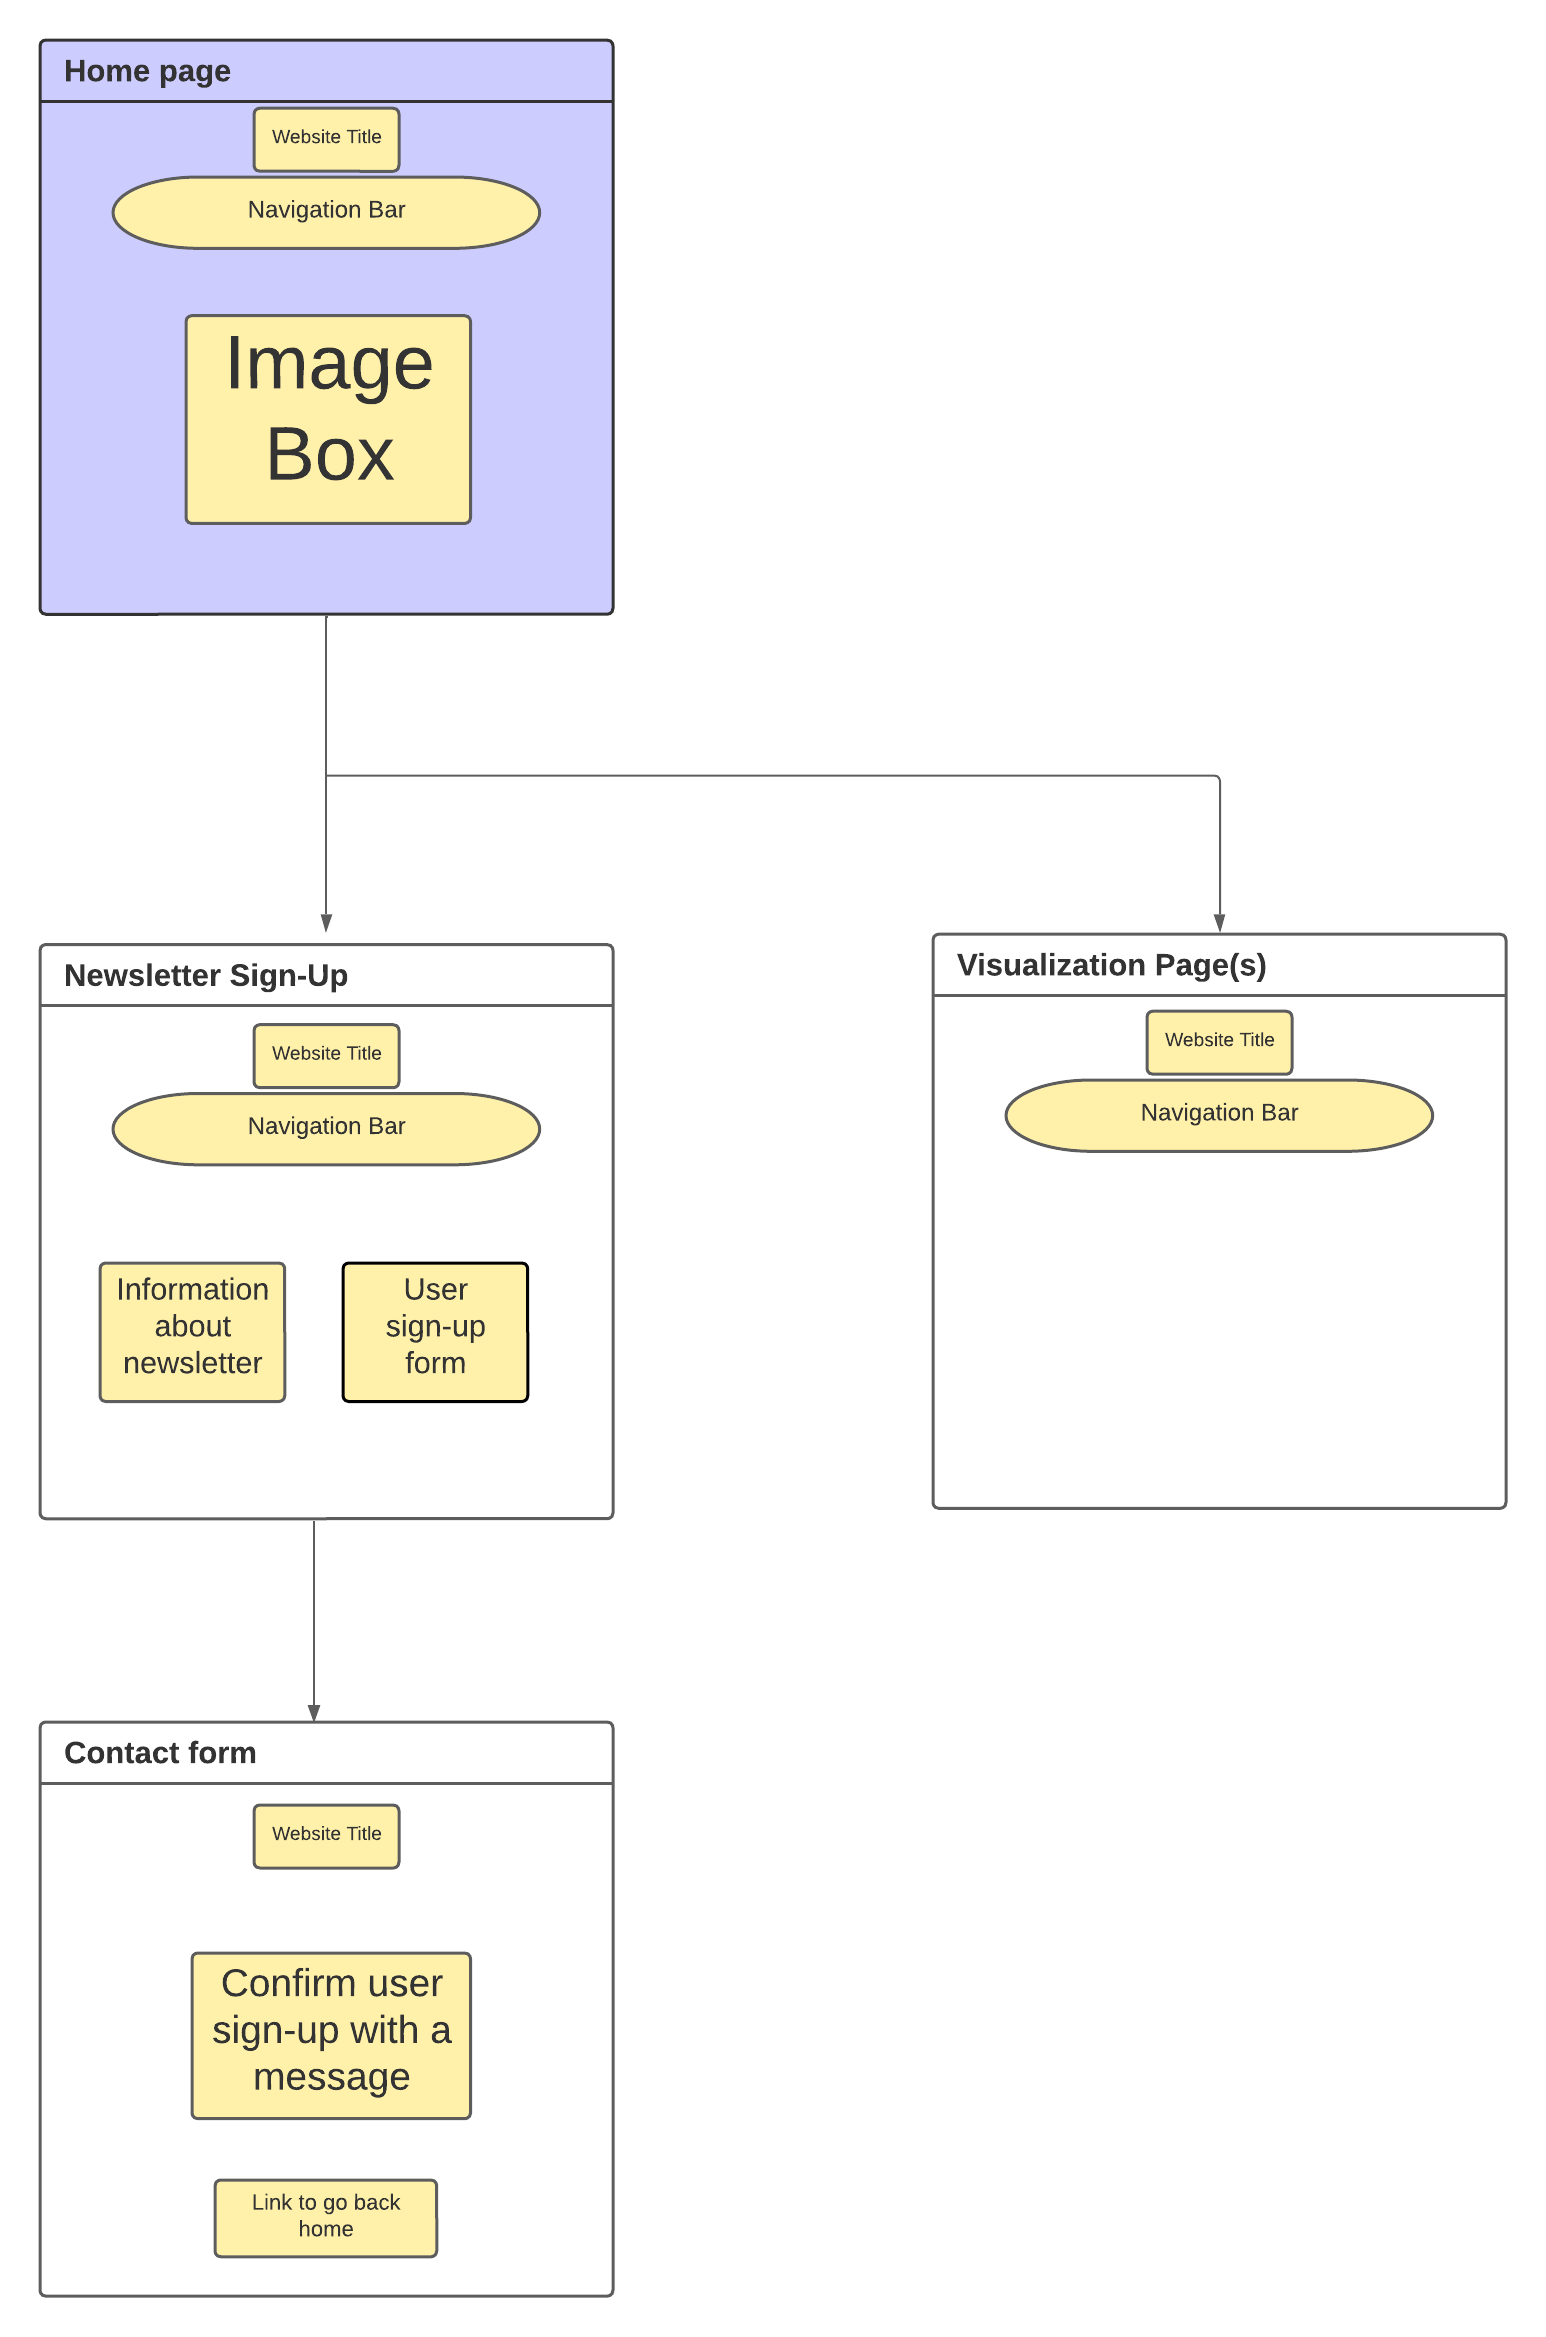 Home page
Website Title
Navigation Bar
Image
Box
Newsletter Sign-Up
Website Title
Navigation Bar
Information
about
newsletter
User
sign-up
form
Visualization Page(s)
Website Title
Navigation Bar
Contact form
Website Title
Confirm user
sign-up with a
message
Link to go back
home